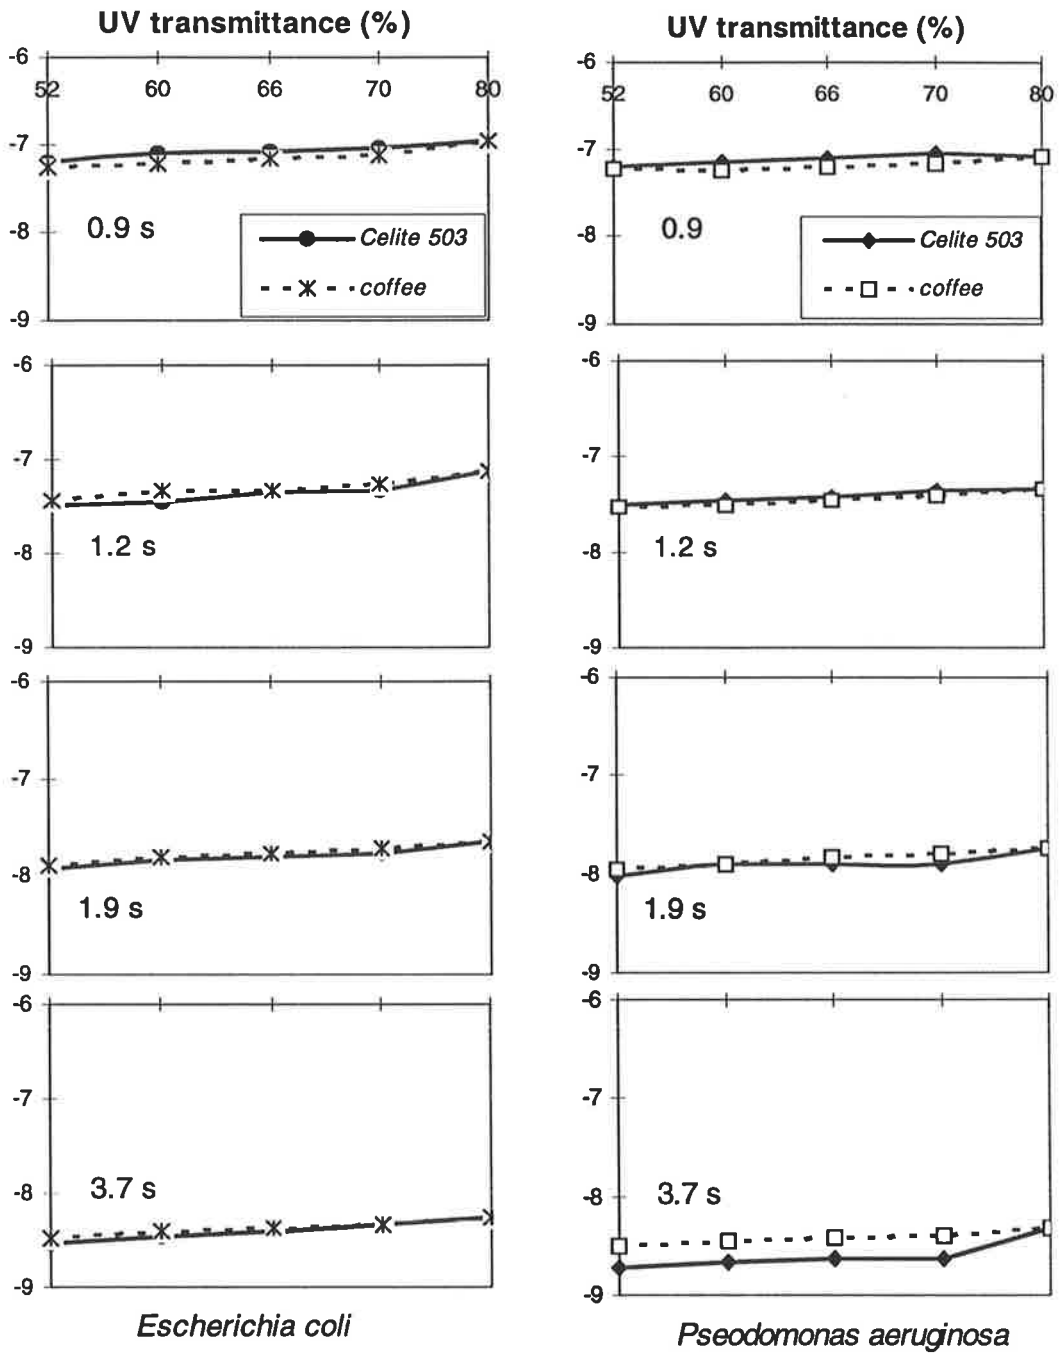 UV transmittance (%)
-6
52 60 66 70 80
-7
0.9 s
-8
Celite 503
coffee
-9
-6
-7
1.2 s
-8
-9
-6
-7
-8
1.9 s
-9
-6
-7
3.7 s
-8
-9
Escherichia coli
UV transmittance (%)
-6
52 60 66 70 80
-7
0.9
-8
Celite 503
coffee
-9
-6
-7
1.2 s
-8
-9
-6
-7
-8
1.9 s
-9
-6
-7
3.7 s
-8
-9
Pseodomonas aeruginosa